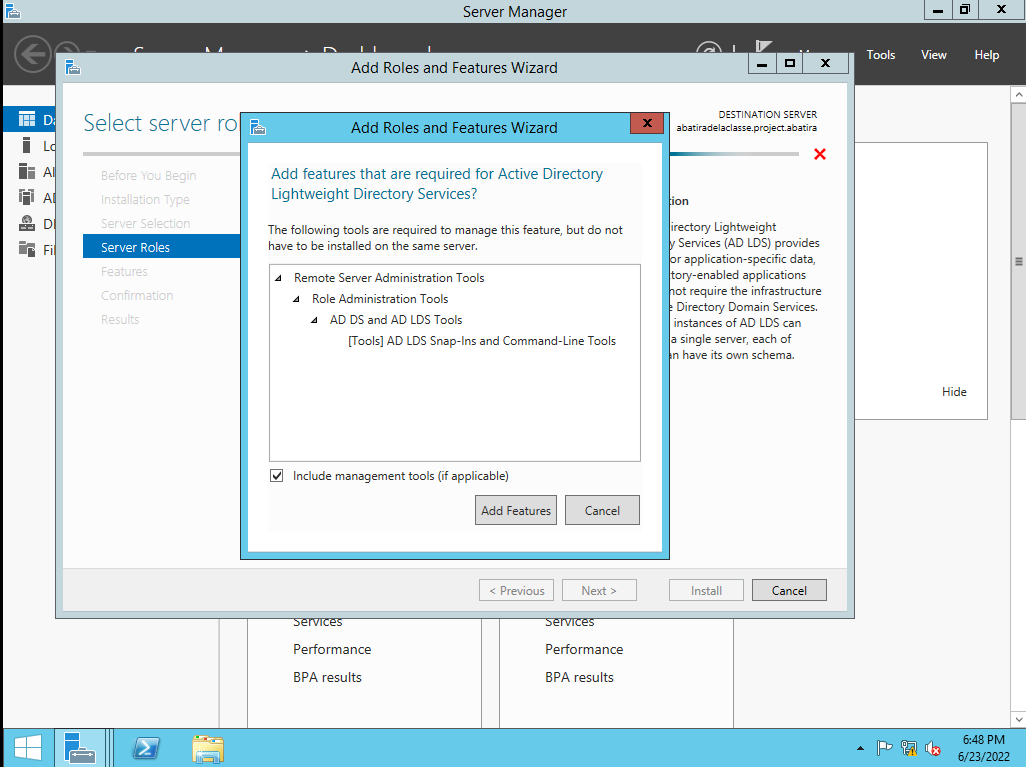 Server Manager
Tools
View
Help
Add Roles and Features Wizard
Select server ro
DESTINATION SERVER
abatiradelaclasse.project.abatira
Before You Begin
Installation Type
Server Selection
Server Roles
Features
Confirmation
Results
Add Roles and Features Wizard
Add features that are required for Active Directory
Lightweight Directory Services?
The following tools are required to manage this feature, but do not
have to be installed on the same server.
Remote Server Administration Tools
Role Administration Tools
AD DS and AD LDS Tools
[Tools] AD LDS Snap-Ins and Command-Line Tools
Include management tools (if applicable)
Add Features
Cancel
irectory Lightweight
y Services (AD LDS) provides
or application-specific data,
tory-enabled applications
not require the infrastructure
e Directory Domain Services.
instances of AD LDS can
a single server, each of
an have its own schema.
Hide
< Previous
Next >
Install
Cancel
Services
Performance
BPA results
Services
Performance
BPA results
6:48 PM
6/23/2022